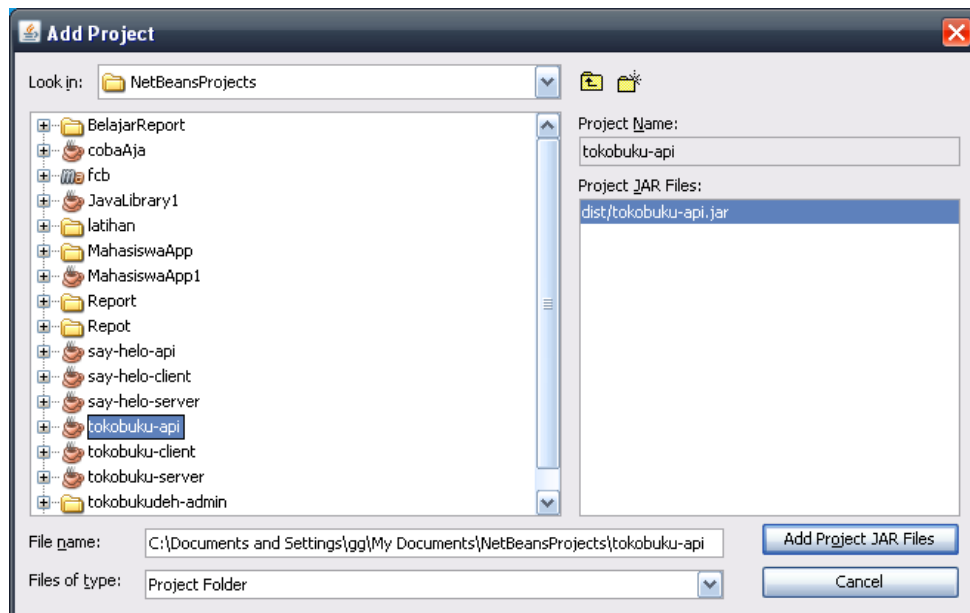 Add Project
Look in: NetBeansProjects
BelajarReport
cobaAja
fcb
JavaLibrary1
latihan
MahasiswaApp
MahasiswaApp1
Report
Repot
say-helo-api
say-helo-client
say-helo-server
tokobuku-api
tokobuku-client
tokobuku-server
tokobukudeh-admin
Project Name:
tokobuku-api
Project JAR Files:
dist/tokobuku-api.jar
File name: C:\Documents and Settings\gg\My Documents\NetBeansProjects\tokobuku-api
Add Project JAR Files
Files of type: Project Folder
Cancel